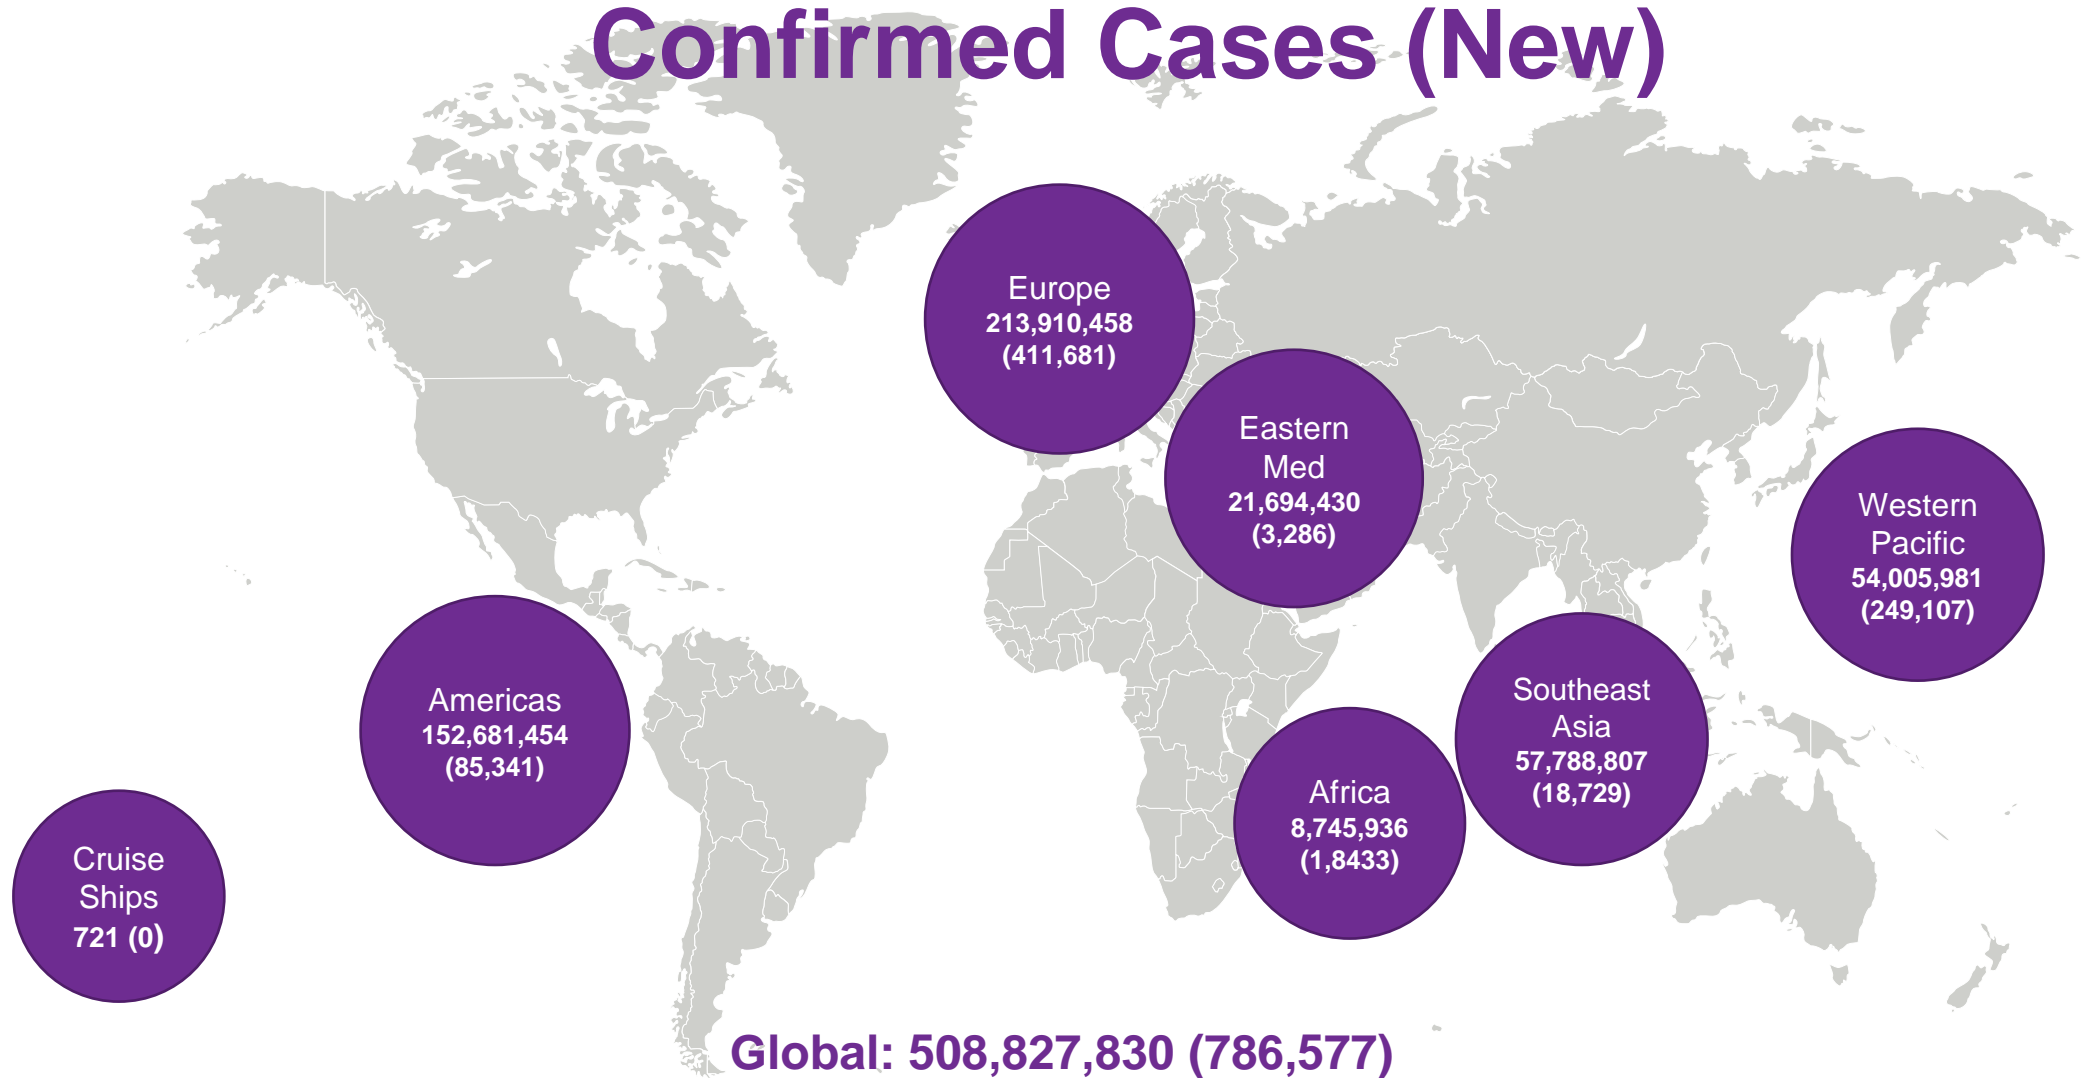 Confirmed Cases (New)
Europe
213,910,458
(411,681)
Eastern
Med
21,694,430
(3,286)
Western
Pacific
54,005,981
(249,107)
Americas
152,681,454
(85,341)
Southeast
Asia
57,788,807
(18,729)
Africa
8,745,936
(1,8433)
Cruise
Ships
721 (0)
Global: 508,827,830 (786,577)